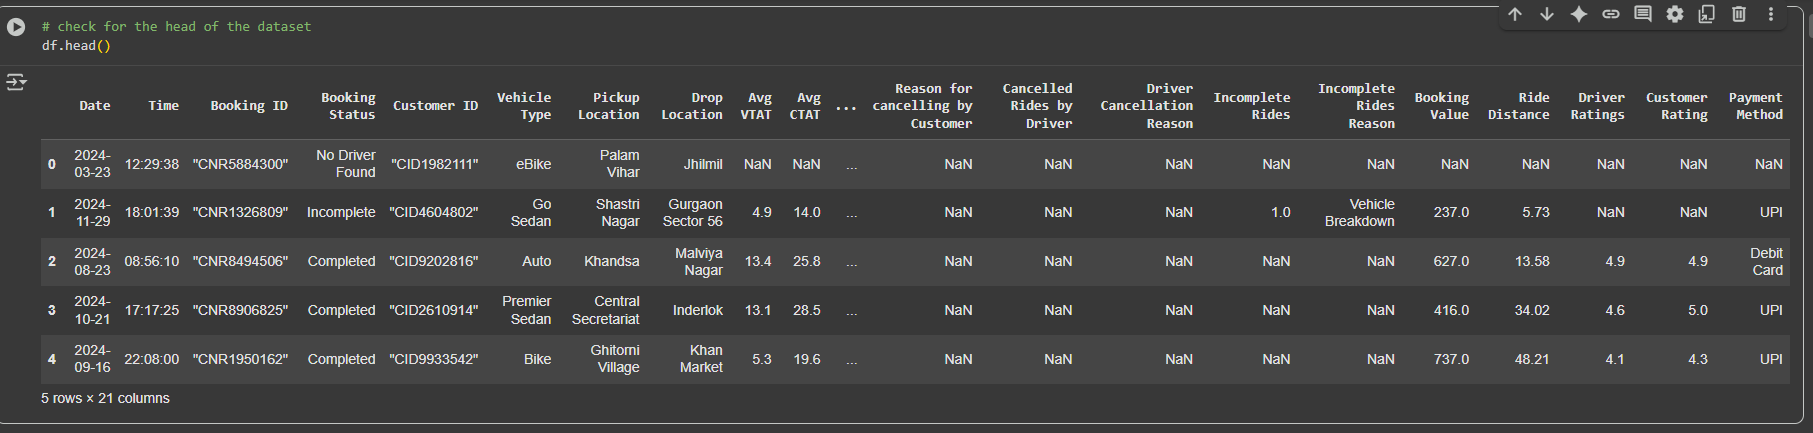 # check for the head of the dataset
df.head()
Date Time Booking ID Booking Status Customer ID Vehicle Type Pickup Location Drop Location Avg VTAT Avg CTAT ... Reason for cancelling by Customer Cancelled Rides by Driver Driver Cancellation Reason Incomplete Rides Incomplete Rides Reason Booking Value Ride Distance Driver Ratings Customer Rating Payment Method
0 2024-03-23 12:29:38 "CNR5884300" No Driver Found "CID1982111" eBike Palam Vihar Jhilmil NaN NaN ... NaN NaN NaN NaN NaN NaN NaN NaN NaN NaN
1 2024-11-29 18:01:39 "CNR1326809" Incomplete "CID4604802" Go Sedan Shastri Nagar Gurgaon Sector 56 4.9 14.0 ... NaN NaN NaN 1.0 Vehicle Breakdown 237.0 5.73 NaN NaN UPI
2 2024-08-23 08:56:10 "CNR8494506" Completed "CID9202816" Auto Khandsa Malviya Nagar 13.4 25.8 ... NaN NaN NaN NaN NaN 627.0 13.58 4.9 4.9 Debit Card
3 2024-10-21 17:17:25 "CNR8906825" Completed "CID2610914" Premier Sedan Central Secretariat Inderlok 13.1 28.5 ... NaN NaN NaN NaN NaN 416.0 34.02 4.6 5.0 UPI
4 2024-09-16 22:08:00 "CNR1950162" Completed "CID9933542" Bike Ghitorni Village Khan Market 5.3 19.6 ... NaN NaN NaN NaN NaN 737.0 48.21 4.1 4.3 UPI
5 rows × 21 columns